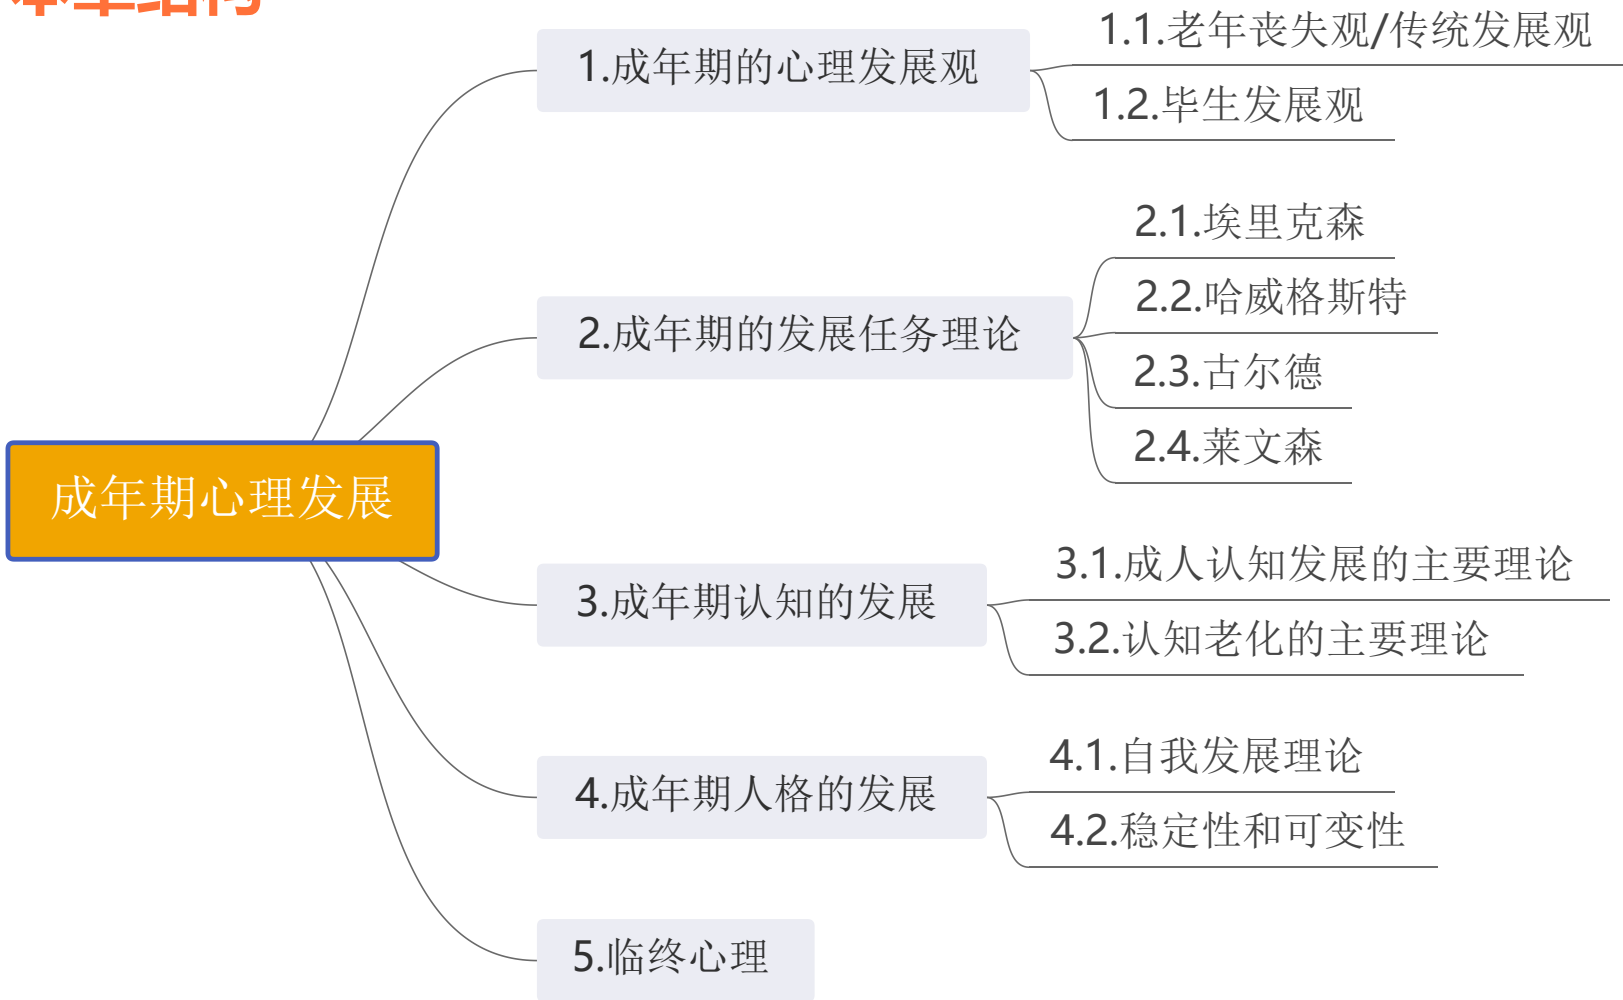 本章结构
成年期心理发展
1.成年期的心理发展观
1.1.老年丧失观/传统发展观
1.2.毕生发展观
2.成年期的发展任务理论
2.1.埃里克森
2.2.哈威格斯特
2.3.古尔德
2.4.莱文森
3.成年期认知的发展
3.1.成人认知发展的主要理论
3.2.认知老化的主要理论
4.成年期人格的发展
4.1.自我发展理论
4.2.稳定性和可变性
5.临终心理